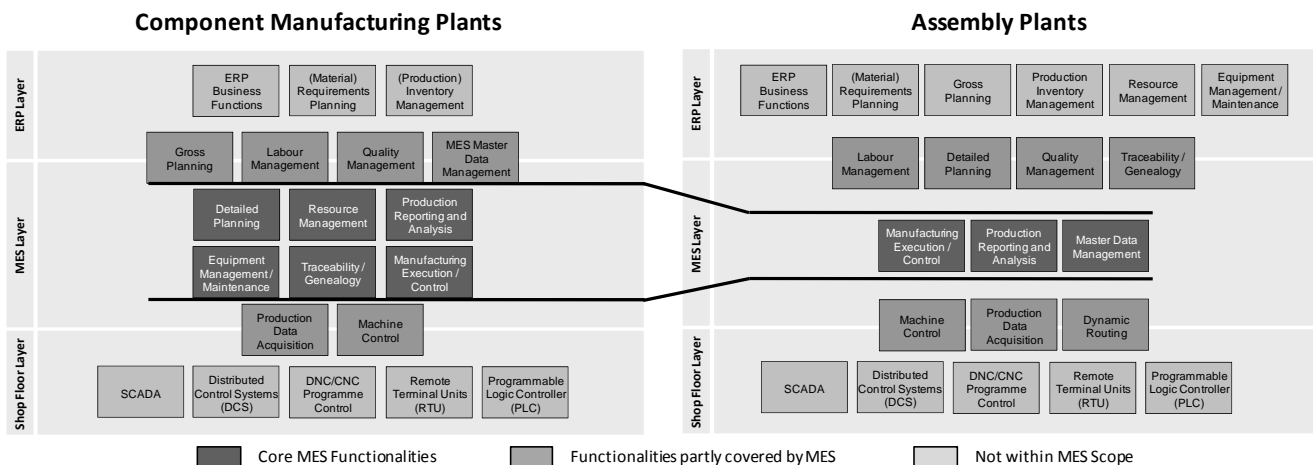 Component Manufacturing Plants
ERP Layer
ERP
Business
Functions
(Material)
Requirements
Planning
(Production)
Inventory
Management
Gross
Planning
Labour
Management
Quality
Management
MES Master
Data
Management
MES Layer
Detailed
Planning
Resource
Management
Production
Reporting and
Analysis
Equipment
Management /
Maintenance
Traceability /
Genealogy
Manufacturing
Execution /
Control
Production
Data
Acquisition
Machine
Control
Shop Floor Layer
SCADA
Distributed
Control Systems
(DCS)
DNC/CNC
Programme
Control
Remote
Terminal Units
(RTU)
Programmable
Logic Controller
(PLC)
Assembly Plants
ERP Layer
ERP
Business
Functions
(Material)
Requirements
Planning
Gross
Planning
Production
Inventory
Management
Resource
Management
Equipment
Management /
Maintenance
Labour
Management
Detailed
Planning
Quality
Management
Traceability /
Genealogy
MES Layer
Manufacturing
Execution /
Control
Production
Reporting and
Analysis
Master Data
Management
Machine
Control
Production
Data
Acquisition
Dynamic
Routing
Shop Floor Layer
SCADA
Distributed
Control Systems
(DCS)
DNC/CNC
Programme
Control
Remote
Terminal Units
(RTU)
Programmable
Logic Controller
(PLC)
Core MES Functionalities
Functionalities partly covered by MES
Not within MES Scope